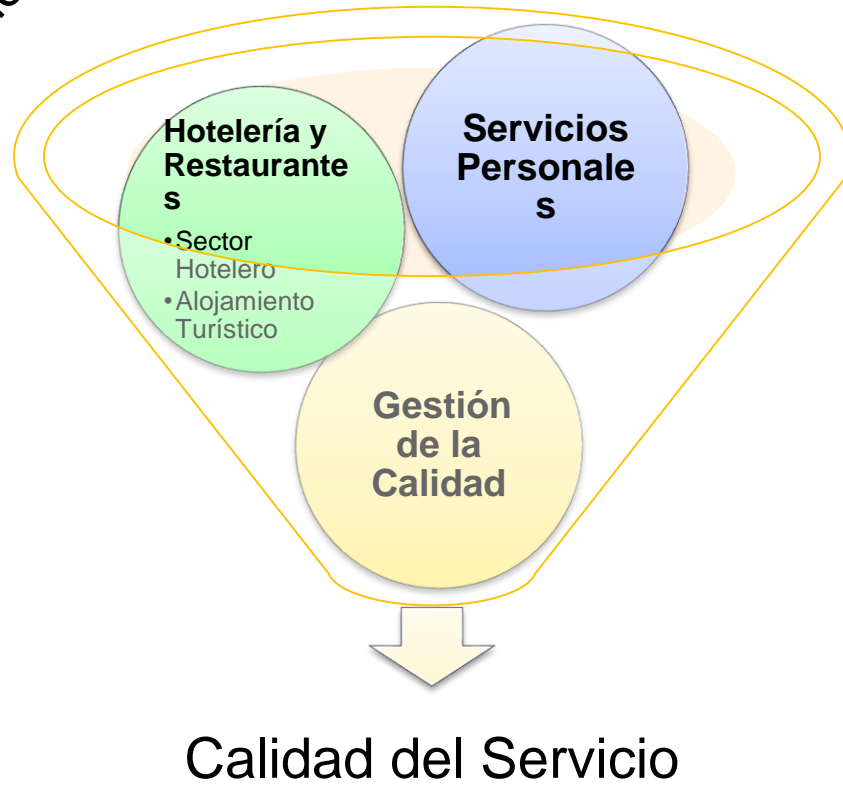 Hotelería y
Restaurante
s
•Sector
Hotelero
•Alojamiento
Turístico
Servicios
Personale
s
Gestión
de la
Calidad
Calidad del Servicio